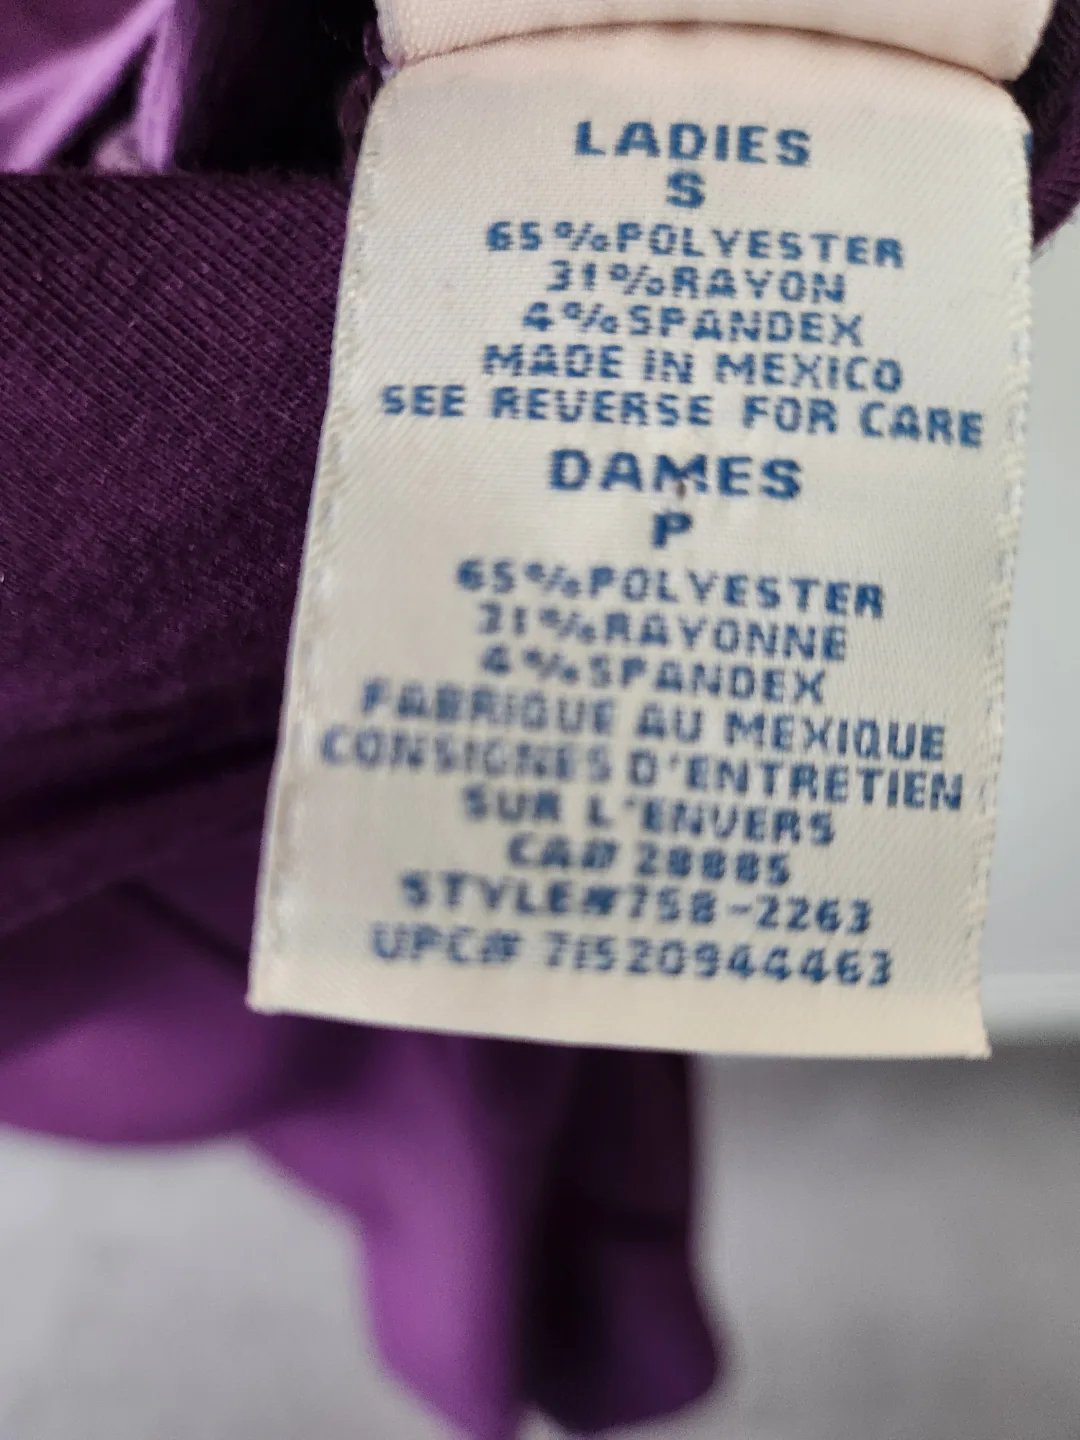 LADIES
S
65%POLYESTER
31%RAYON
4%SPANDEX
MADE IN MEXICO
SEE REVERSE FOR CARE
DAMES
P
65%POLYESTER
31%RAYONNE
4%SPANDEX
FABRIQUE AU MEXIQUE
CONSIGNES D'ENTRETIEN
SUR L'ENVERS
CA# 28885
STYLE#758-2263
UPC# 71520944463